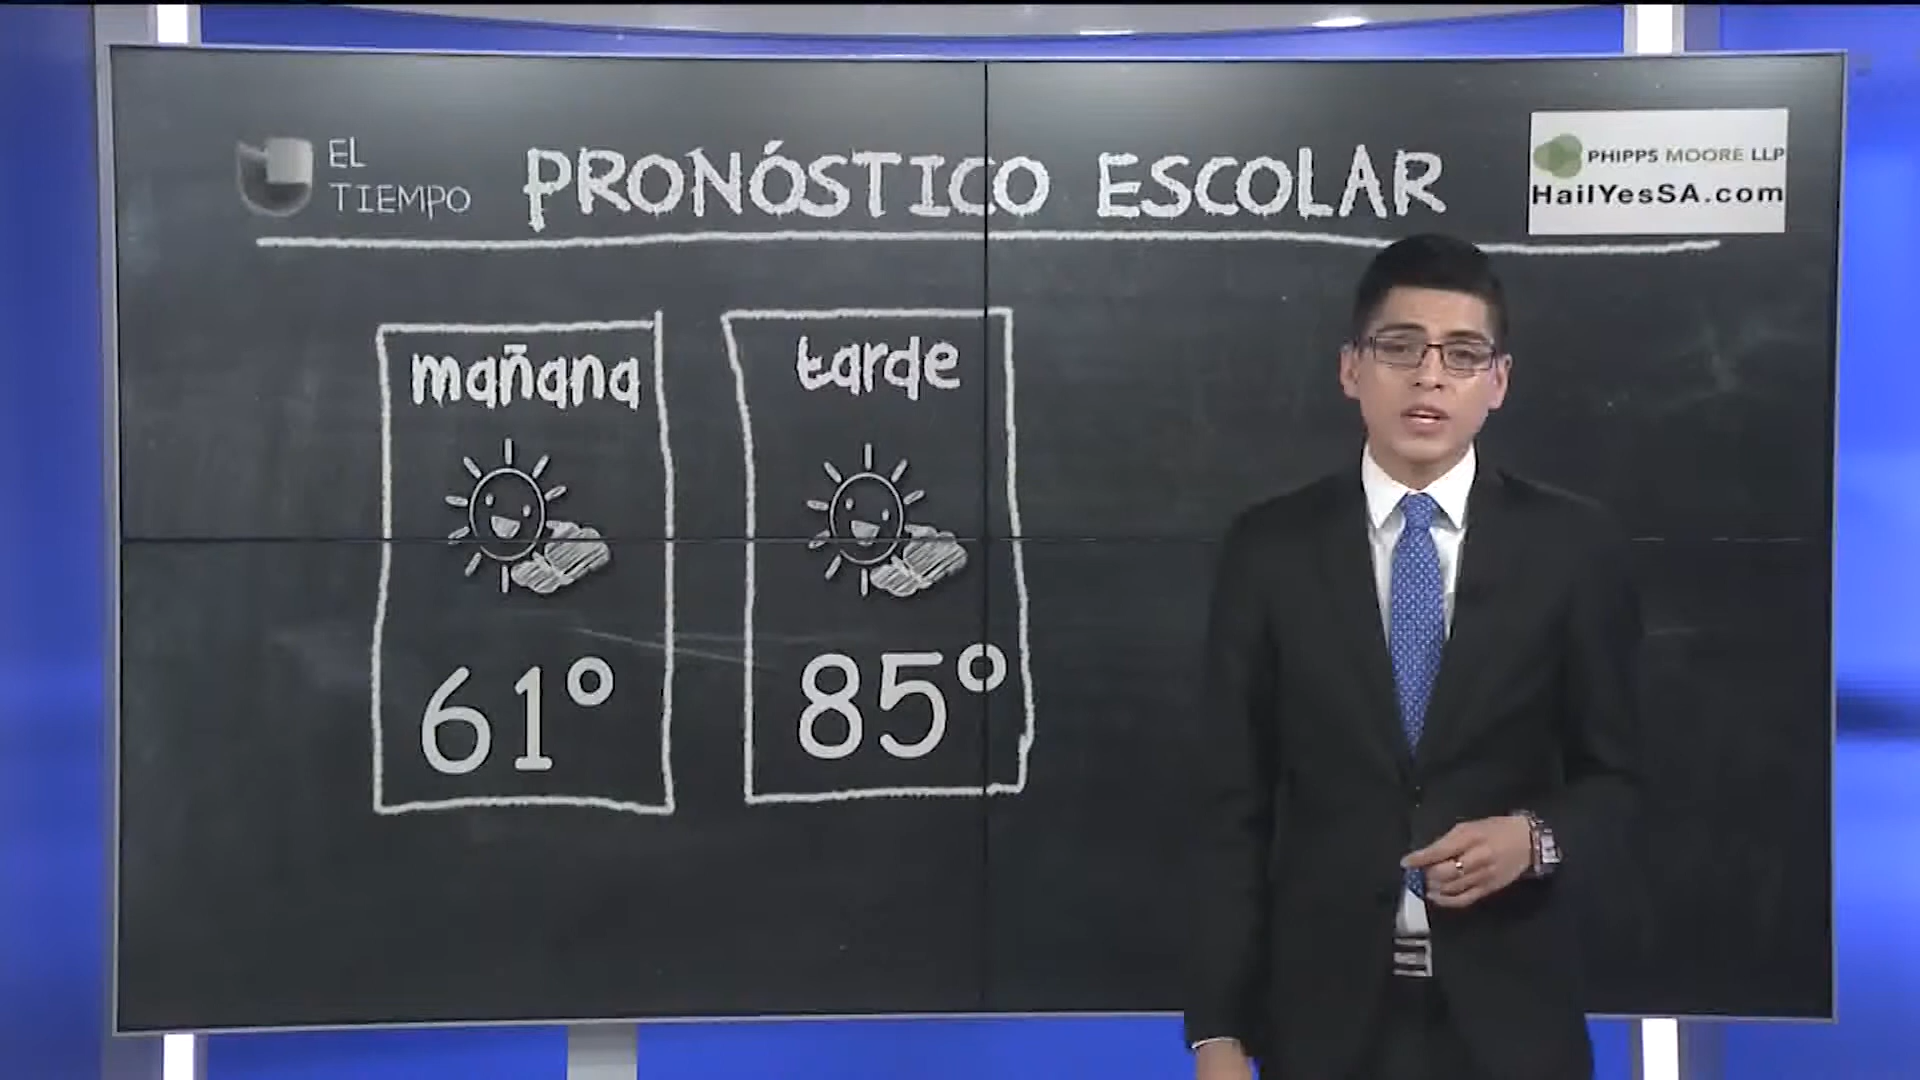 EL
TIEMPO
PRONÓSTICO ESCOLAR
PHIPPS MOORE LLP
HailYesSA.com
mañana
tarde
61°
85°